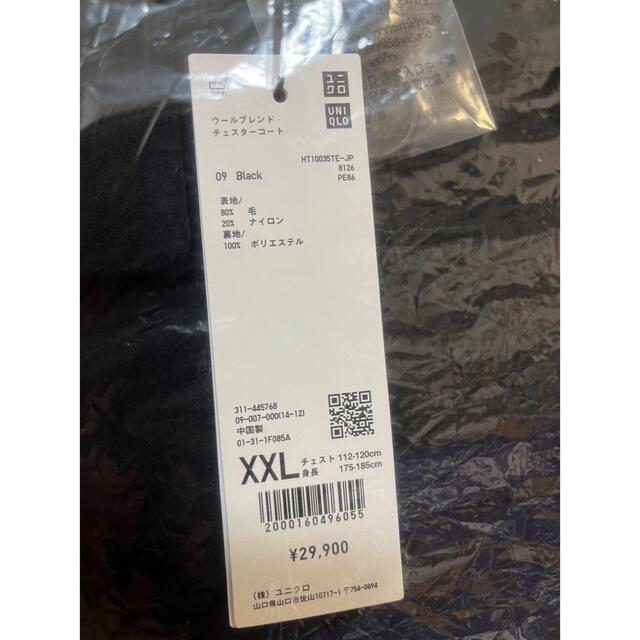 ユニ
クロ
UNI
QLO
ウールブレンド
チェスターコート
HT10035TE-JP
09 Black
8126
PE86
表地/
80% 毛
20% ナイロン
裏地/
100% ポリエステル
311-445768
09-007-000(14-12)
中国製
01-31-1F085A
XXL チェスト 112-120cm
身長 175-185cm
2000160496055
¥29,900
(株) ユニクロ
山口県山口市佐山10717-1 〒754-0894